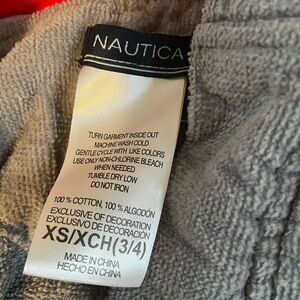 NAUTICA
TURN GARMENT INSIDE OUT
MACHINE WASH COLD
GENTLE CYCLE WITH LIKE COLORS
USE ONLY NON-CHLORINE BLEACH
WHEN NEEDED
TUMBLE DRY LOW
DO NOT IRON
100% COTTON, 100% ALGODÓN
EXCLUSIVE OF DECORATION
EXCLUSIVO DE DECORACIÓN
XS/XCH(3/4)
MADE IN CHINA
HECHO EN CHINA